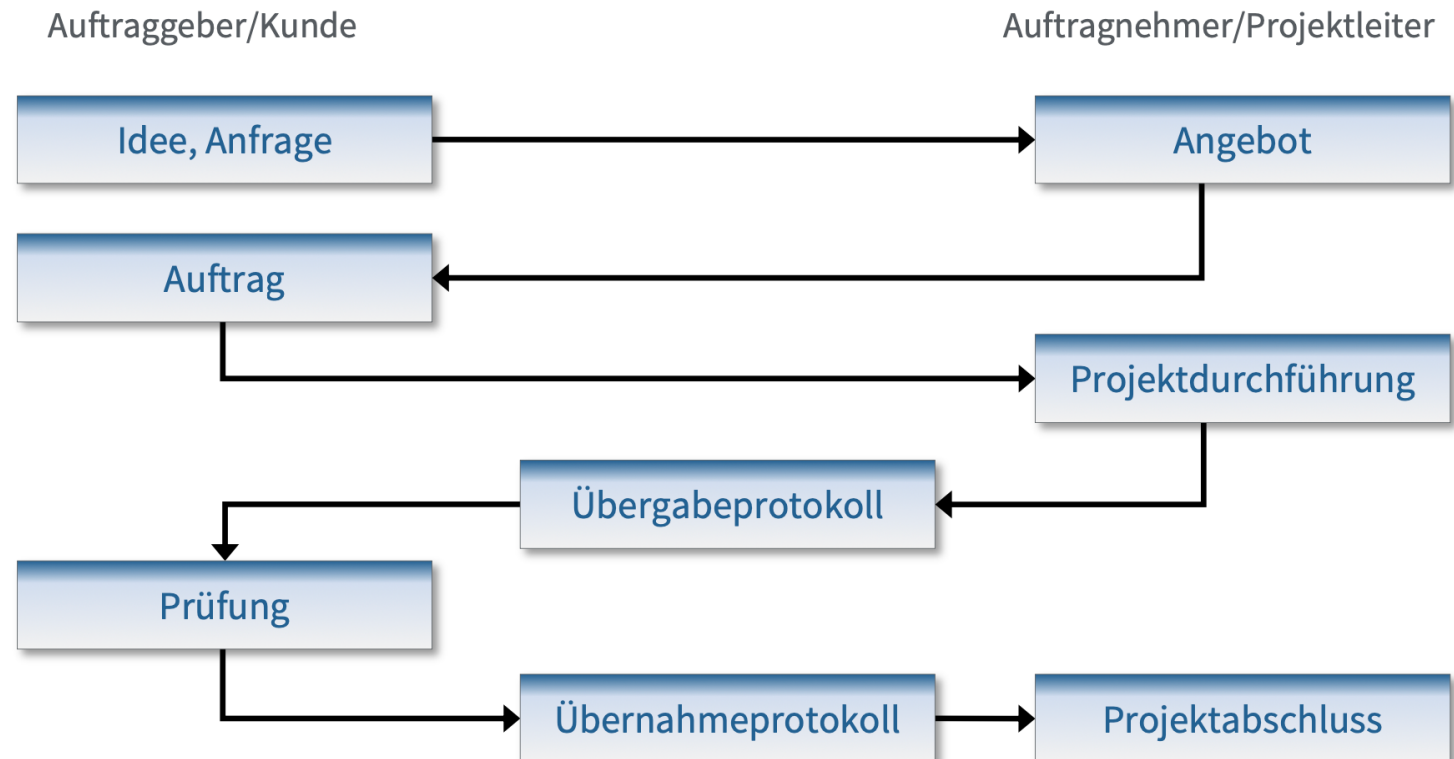 Auftraggeber/Kunde
Auftragnehmer/Projektleiter
Idee, Anfrage
Angebot
Auftrag
Projektdurchführung
Übergabeprotokoll
Prüfung
Übernahmeprotokoll
Projektabschluss